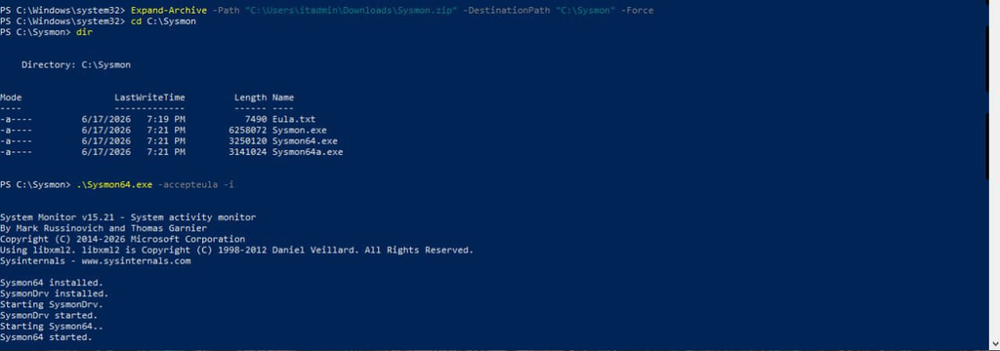 PS C:\Windows\system32> Expand-Archive -Path "C:\Users\itadmin\Downloads\Sysmon.zip" -DestinationPath "C:\Sysmon" -Force
PS C:\Windows\system32> cd C:\Sysmon
PS C:\Sysmon> dir
Directory: C:\Sysmon
Mode LastWriteTime Length Name
---- ------------- ------ ----
-a---- 6/17/2026 7:19 PM 7490 Eula.txt
-a---- 6/17/2026 7:21 PM 6258072 Sysmon.exe
-a---- 6/17/2026 7:21 PM 3250120 Sysmon64.exe
-a---- 6/17/2026 7:21 PM 3141024 Sysmon64a.exe
PS C:\Sysmon> .\Sysmon64.exe -accepteula -i
System Monitor v15.21 - System activity monitor
By Mark Russinovich and Thomas Garnier
Copyright (C) 2014-2026 Microsoft Corporation
Using libxml2. libxml2 is Copyright (C) 1998-2012 Daniel Veillard. All Rights Reserved.
Sysinternals - www.sysinternals.com
Sysmon64 installed.
SysmonDrv installed.
Starting SysmonDrv.
SysmonDrv started.
Starting Sysmon64..
Sysmon64 started.